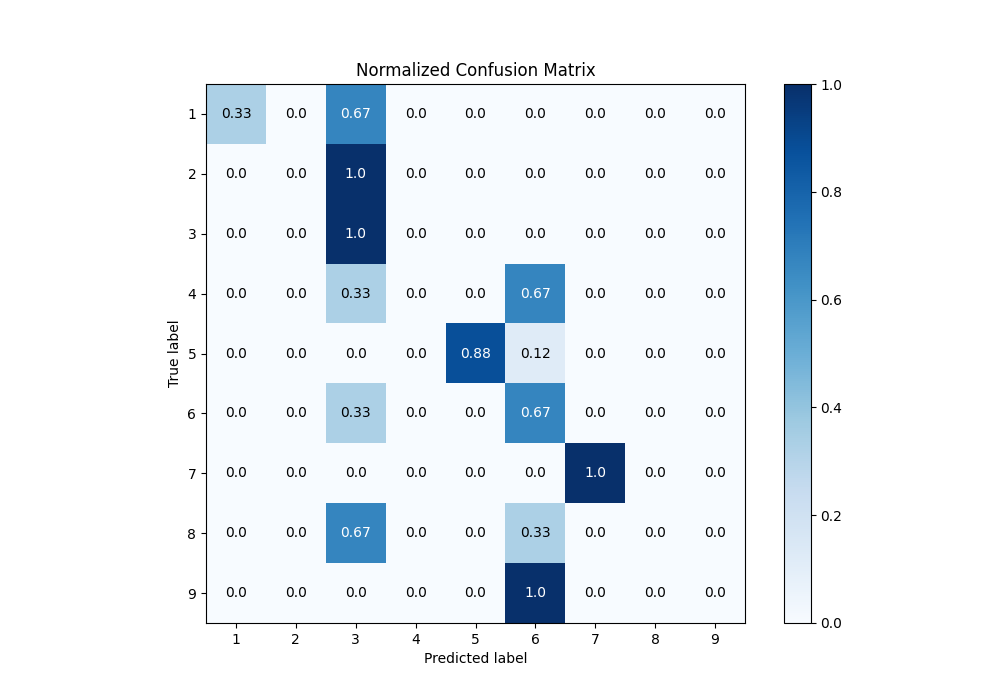 Normalized Confusion Matrix
1 0.33 0.0 0.67 0.0 0.0 0.0 0.0 0.0 0.0
2 0.0 0.0 1.0 0.0 0.0 0.0 0.0 0.0 0.0
3 0.0 0.0 1.0 0.0 0.0 0.0 0.0 0.0 0.0
4 0.0 0.0 0.33 0.0 0.0 0.67 0.0 0.0 0.0
5 0.0 0.0 0.0 0.0 0.88 0.12 0.0 0.0 0.0
6 0.0 0.0 0.33 0.0 0.0 0.67 0.0 0.0 0.0
7 0.0 0.0 0.0 0.0 0.0 0.0 1.0 0.0 0.0
8 0.0 0.0 0.67 0.0 0.0 0.33 0.0 0.0 0.0
9 0.0 0.0 0.0 0.0 0.0 1.0 0.0 0.0 0.0
1 2 3 4 5 6 7 8 9
Predicted label
True label
1.0
0.8
0.6
0.4
0.2
0.0